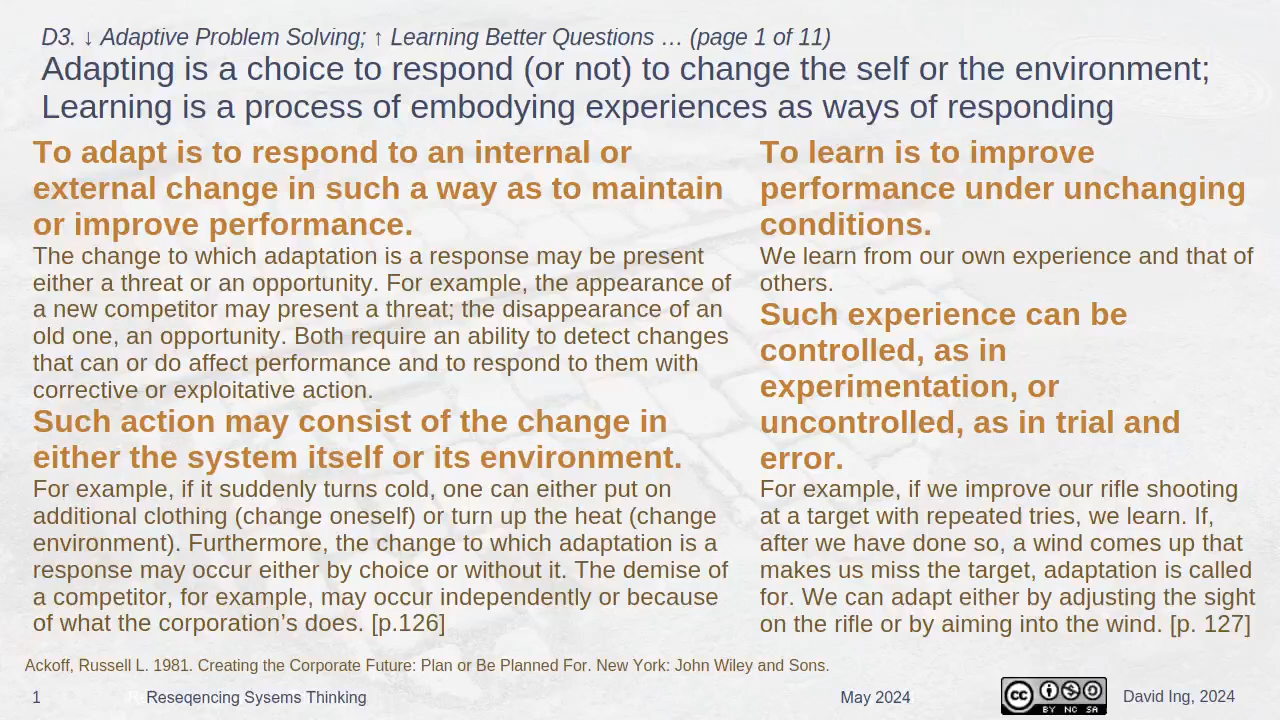 D3. ↓ Adaptive Problem Solving; ↑ Learning Better Questions … (page 1 of 11)
Adapting is a choice to respond (or not) to change the self or the environment;
Learning is a process of embodying experiences as ways of responding
To adapt is to respond to an internal or
external change in such a way as to maintain
or improve performance.
The change to which adaptation is a response may be present
either a threat or an opportunity. For example, the appearance of
a new competitor may present a threat; the disappearance of an
old one, an opportunity. Both require an ability to detect changes
that can or do affect performance and to respond to them with
corrective or exploitative action.
Such action may consist of the change in
either the system itself or its environment.
For example, if it suddenly turns cold, one can either put on
additional clothing (change oneself) or turn up the heat (change
environment). Furthermore, the change to which adaptation is a
response may occur either by choice or without it. The demise of
a competitor, for example, may occur independently or because
of what the corporation’s does. [p.126]
To learn is to improve
performance under unchanging
conditions.
We learn from our own experience and that of
others.
Such experience can be
controlled, as in
experimentation, or
uncontrolled, as in trial and
error.
For example, if we improve our rifle shooting
at a target with repeated tries, we learn. If,
after we have done so, a wind comes up that
makes us miss the target, adaptation is called
for. We can adapt either by adjusting the sight
on the rifle or by aiming into the wind. [p. 127]
Ackoff, Russell L. 1981. Creating the Corporate Future: Plan or Be Planned For. New York: John Wiley and Sons.
1
Reseqencing Sysems Thinking
May 2024
cc BY NC SA
David Ing, 2024